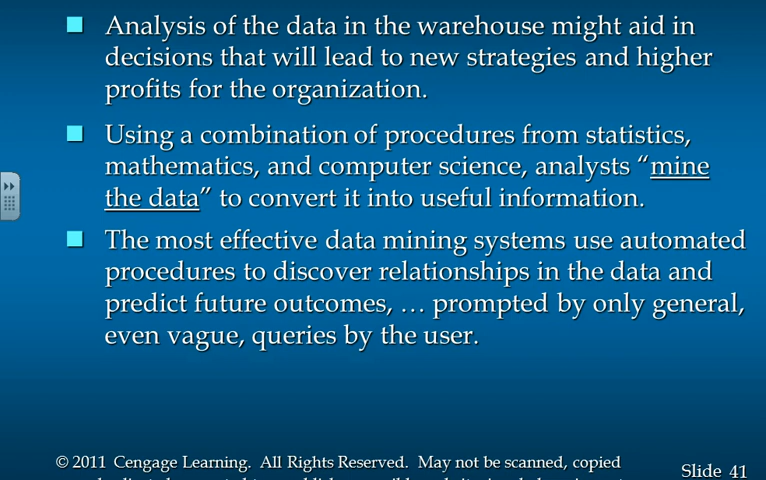 Analysis of the data in the warehouse might aid in
decisions that will lead to new strategies and higher
profits for the organization.
Using a combination of procedures from statistics,
mathematics, and computer science, analysts “mine
the data” to convert it into useful information.
The most effective data mining systems use automated
procedures to discover relationships in the data and
predict future outcomes, … prompted by only general,
even vague, queries by the user.
© 2011 Cengage Learning. All Rights Reserved. May not be scanned, copied
Slide 41